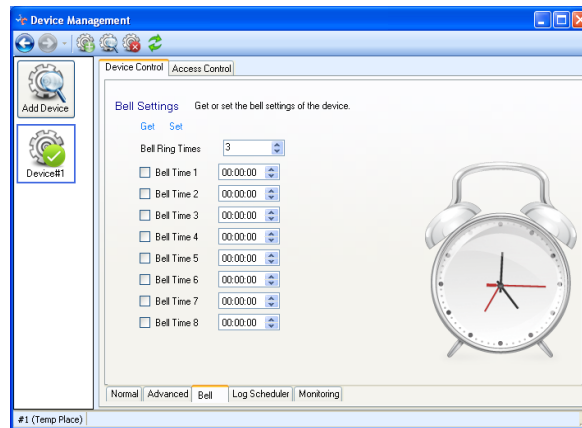 Device Management
Device Control Access Control
Add Device
Device#1
Bell Settings Get or set the bell settings of the device.
Get Set
Bell Ring Times 3
Bell Time 1 00:00:00
Bell Time 2 00:00:00
Bell Time 3 00:00:00
Bell Time 4 00:00:00
Bell Time 5 00:00:00
Bell Time 6 00:00:00
Bell Time 7 00:00:00
Bell Time 8 00:00:00
Normal Advanced Bell Log Scheduler Monitoring
#1 (Temp Place)